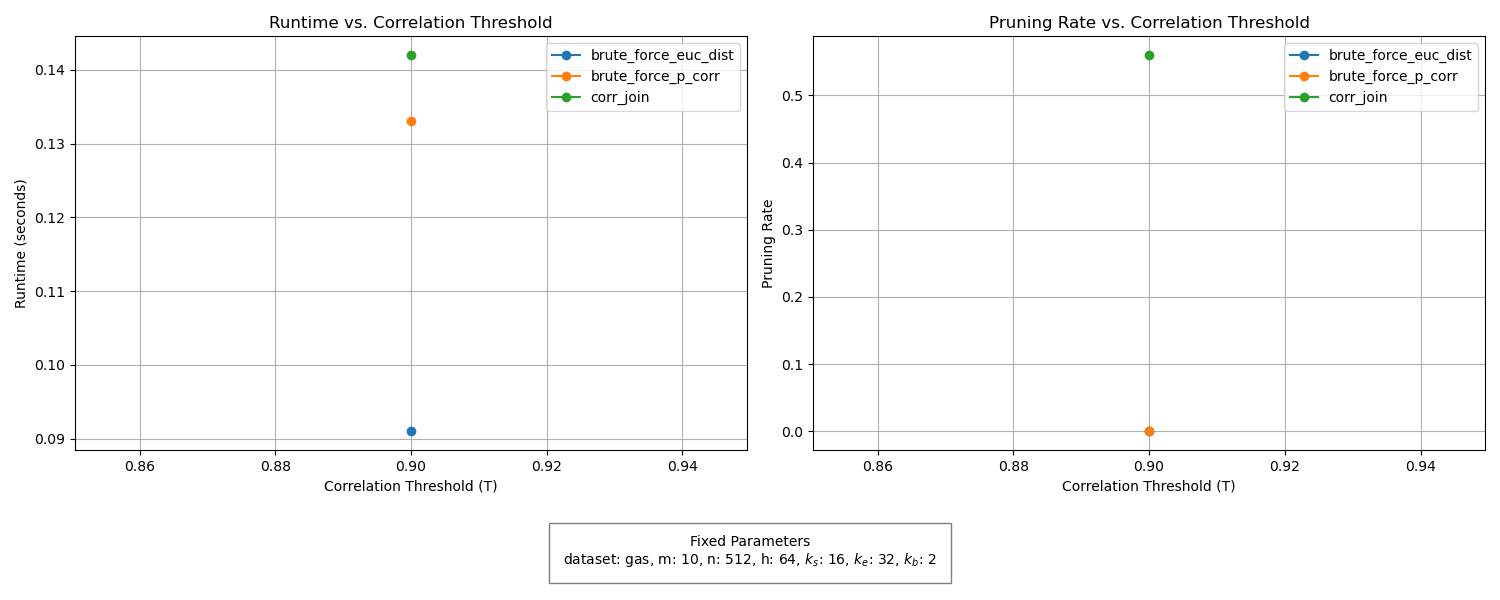 Runtime vs. Correlation Threshold
Runtime (seconds)
0.14
0.13
0.12
0.11
0.10
0.09
0.86
0.88
0.90
0.92
0.94
Correlation Threshold (T)
brute_force_euc_dist
brute_force_p_corr
corr_join
Pruning Rate vs. Correlation Threshold
Pruning Rate
0.5
0.4
0.3
0.2
0.1
0.0
0.86
0.88
0.90
0.92
0.94
Correlation Threshold (T)
brute_force_euc_dist
brute_force_p_corr
corr_join
Fixed Parameters
dataset: gas, m: 10, n: 512, h: 64, k_s: 16, k_e: 32, k_b: 2